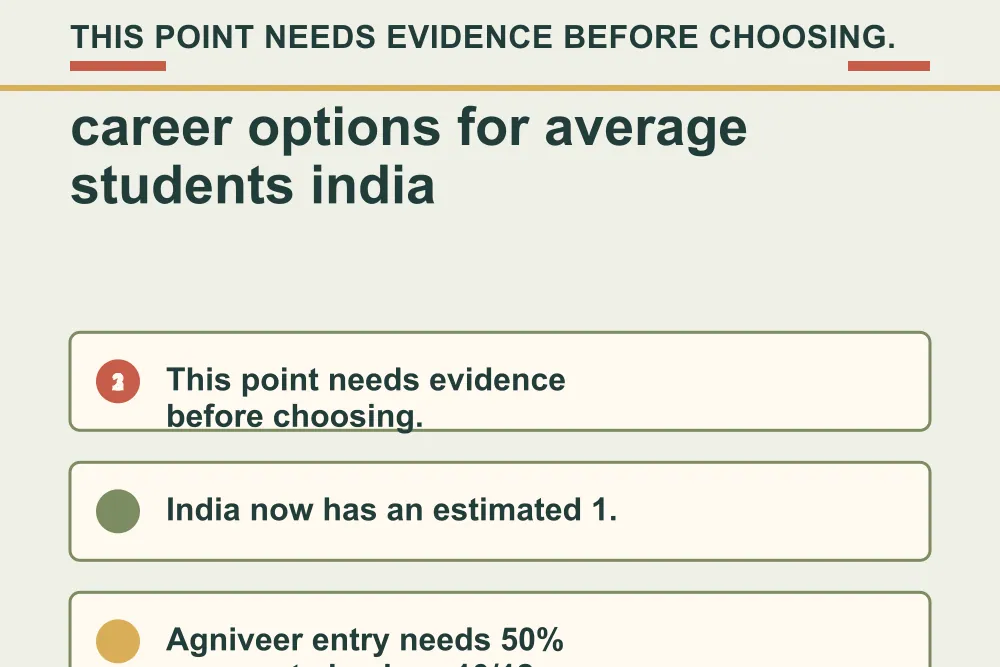 THIS POINT NEEDS EVIDENCE BEFORE CHOOSING.
career options for average
students india
This point needs evidence
before choosing.
India now has an estimated 1.
Agniveer entry needs 50%